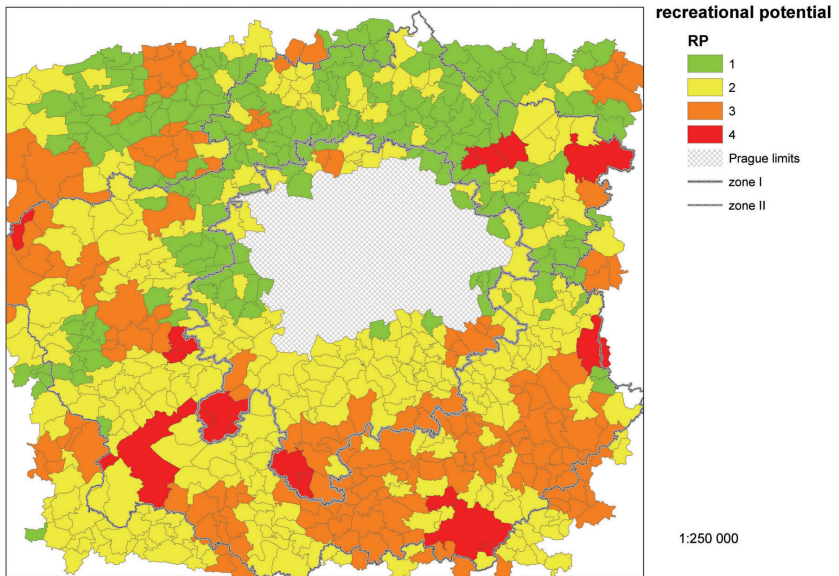 recreational potential
RP
1
2
3
4
Prague limits
zone I
zone II
1:250 000